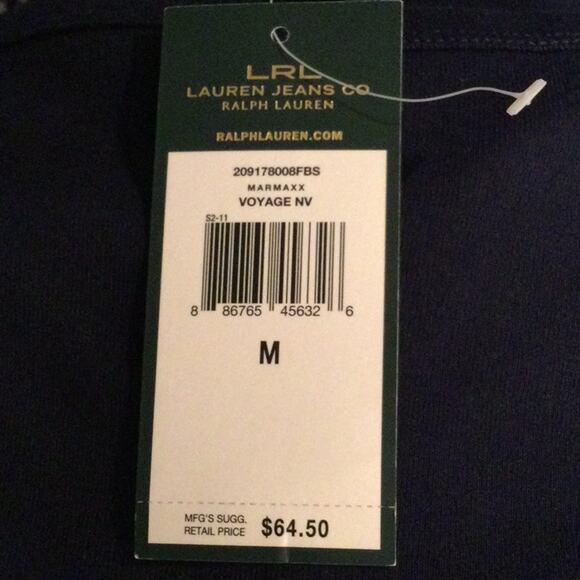 LRL
LAUREN JEANS CO
RALPH LAUREN
RALPHLAUREN.COM
209178008FBS
MARMAXX
VOYAGE NV
S2-11
8 86765 45632 6
M
MFG'S SUGG.
RETAIL PRICE $64.50